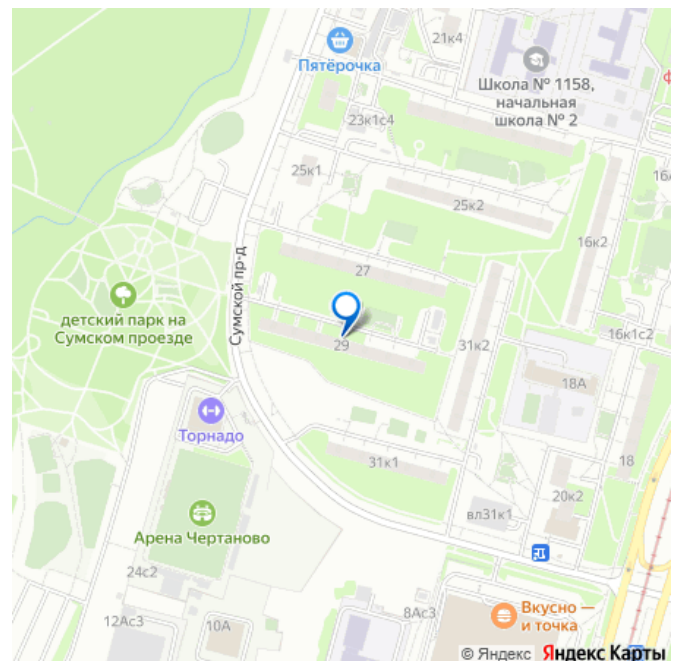 21к4
Пятёрочка
Школа № 1158,
начальная
школа № 2
23к1с4
25к1
25к2
16к2
27
Сумской пр-д
детский парк на
Сумском проезде
29
31к2
16к1с2
18А
Торнадо
31к1
18
20к2
вл31к1
Арена Чертаново
24с2
12Ас3
10А
8Ас3
Вкусно —
и точка
© Яндекс Яндекс Карты